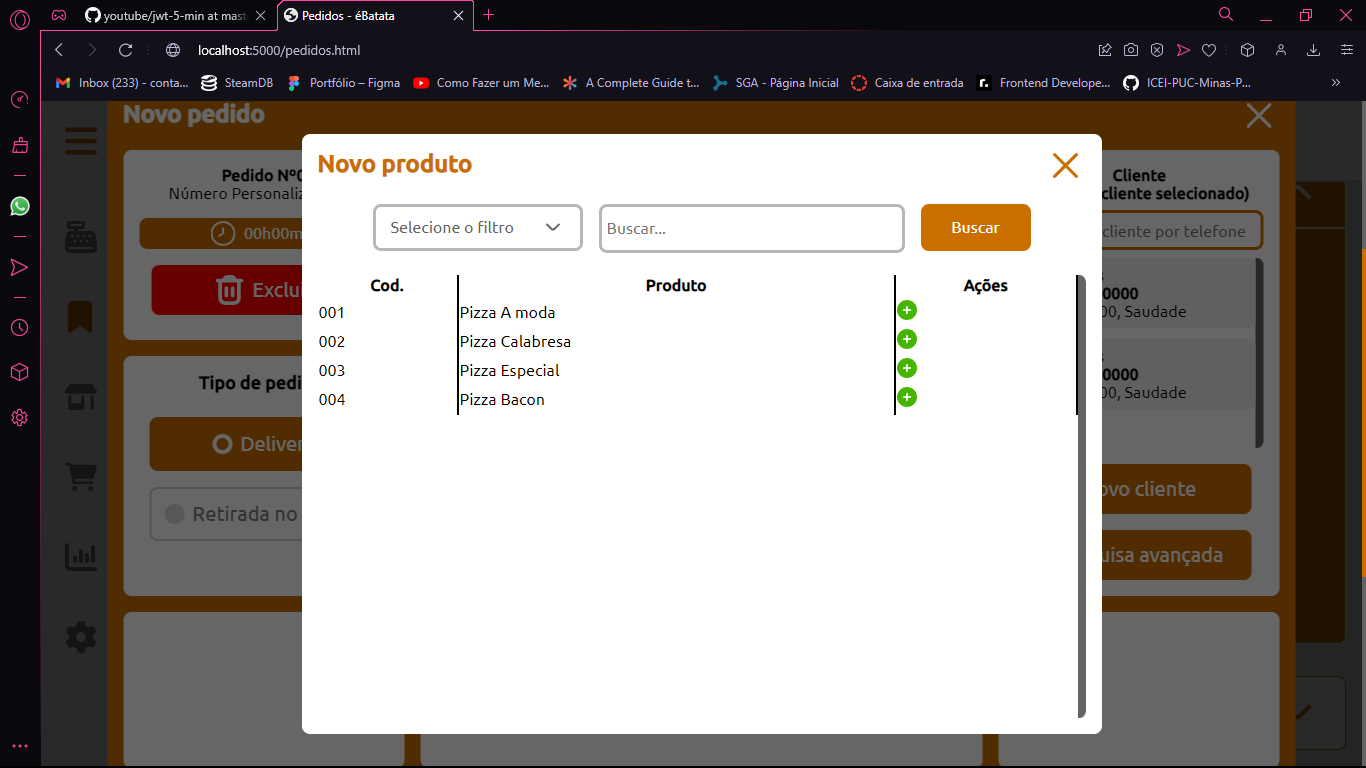 youtube/jwt-5-min at mast
Pedidos - éBatata
localhost:5000/pedidos.html
Inbox (233) - conta...
SteamDB
Portfólio – Figma
Como Fazer um Me...
A Complete Guide t...
SGA - Página Inicial
Caixa de entrada
Frontend Develope...
ICEI-PUC-Minas-P...
Novo pedido
Pedido Nº0
Número Personaliz
00h00m
Exclui
Tipo de pedi
Deliver
Retirada no
Novo produto
Selecione o filtro
Buscar...
Buscar
Cod. Produto Ações
001 Pizza A moda
002 Pizza Calabresa
003 Pizza Especial
004 Pizza Bacon
Cliente
cliente selecionado)
cliente por telefone
0000
00, Saudade
0000
00, Saudade
ovo cliente
uisa avançada